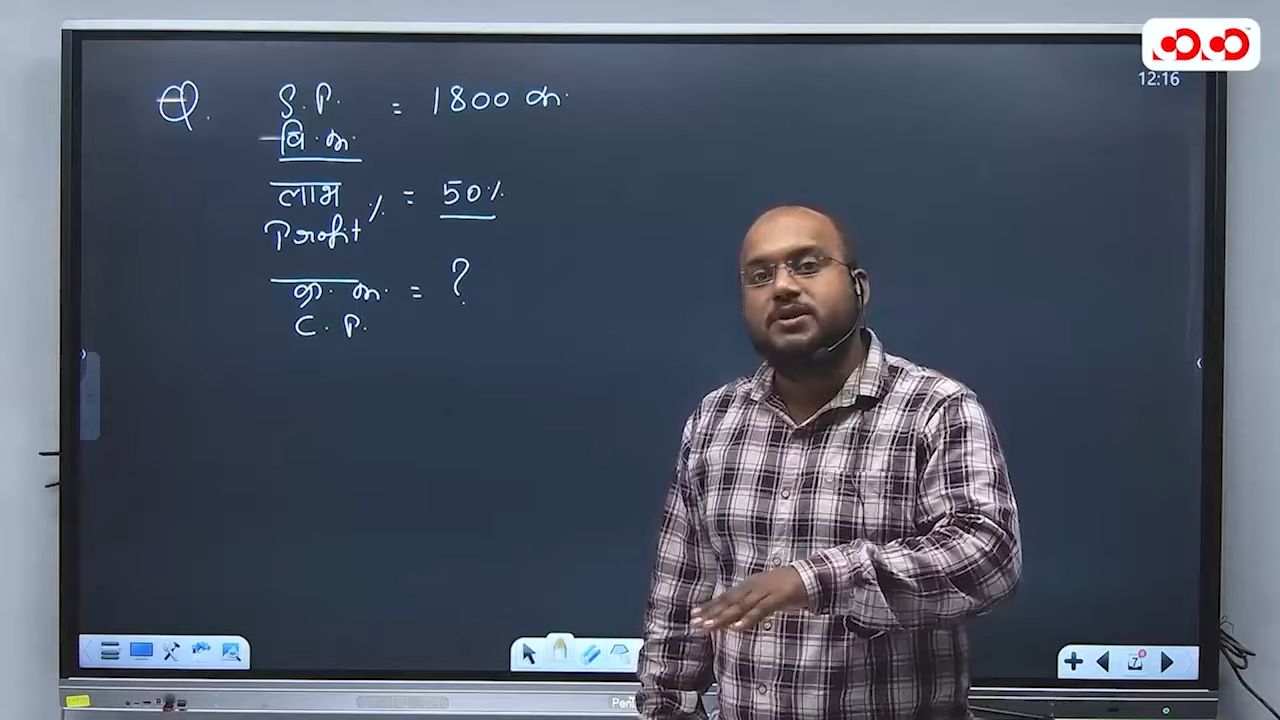 12:16
Q. S.P. = 1800 रु.
वि.मू.
लाभ % = 50%
Profit
क्र.मू. = ?
C.P.